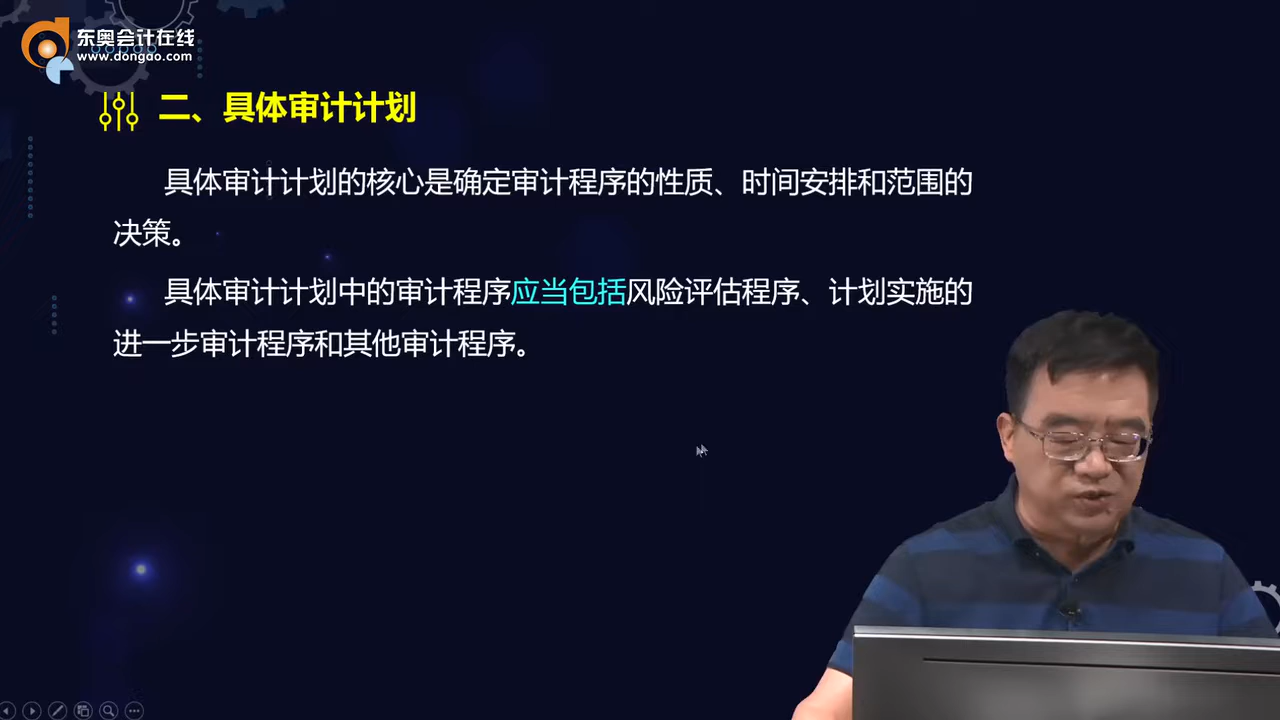 东奥会计在线
www.dongao.com
二、具体审计计划
具体审计计划的核心是确定审计程序的性质、时间安排和范围的
决策。
具体审计计划中的审计程序应当包括风险评估程序、计划实施的
进一步审计程序和其他审计程序。